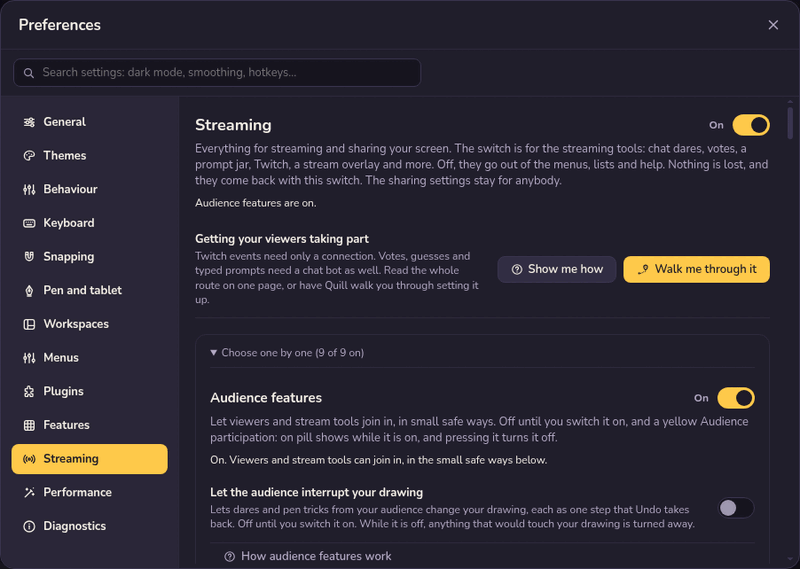 Preferences
Search settings: dark mode, smoothing, hotkeys...
General
Themes
Behaviour
Keyboard
Snapping
Pen and tablet
Workspaces
Menus
Plugins
Features
Streaming
Performance
Diagnostics
Streaming
On
Everything for streaming and sharing your screen. The switch is for the streaming tools: chat dares, votes, a
prompt jar, Twitch, a stream overlay and more. Off, they go out of the menus, lists and help. Nothing is lost, and
they come back with this switch. The sharing settings stay for anybody.
Audience features are on.
Getting your viewers taking part
Twitch events need only a connection. Votes, guesses and
typed prompts need a chat bot as well. Read the whole
route on one page, or have Quill walk you through setting it
up.
Show me how
Walk me through it
Choose one by one (9 of 9 on)
Audience features
On
Let viewers and stream tools join in, in small safe ways. Off until you switch it on, and a yellow Audience
participation: on pill shows while it is on, and pressing it turns it off.
On. Viewers and stream tools can join in, in the small safe ways below.
Let the audience interrupt your drawing
Lets dares and pen tricks from your audience change your drawing, each as one step that Undo takes
back. Off until you switch it on. While it is off, anything that would touch your drawing is turned away.
How audience features work